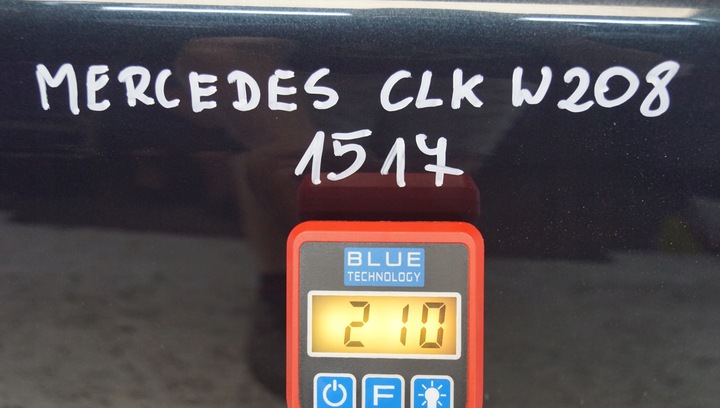 MERCEDES CLK W208
1517
BLUE
TECHNOLOGY
210
F